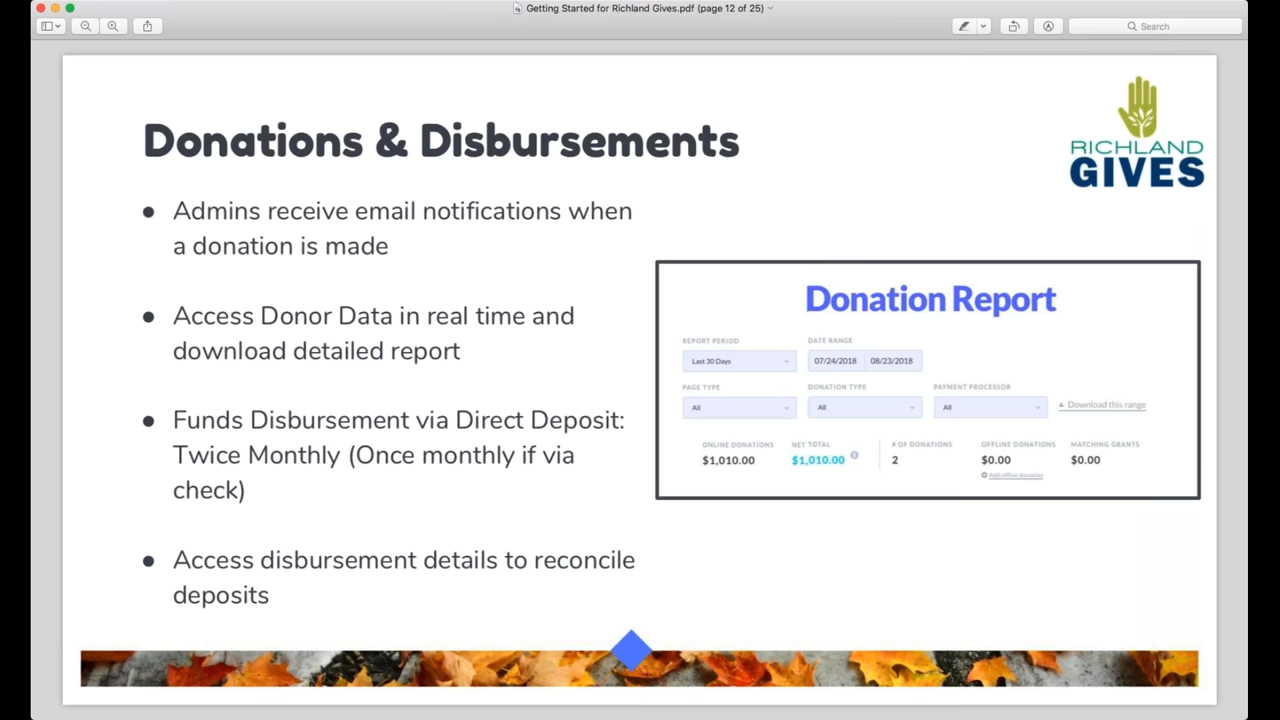 Getting Started for Richland Gives.pdf (page 12 of 25)
Search
RICHLAND
GIVES
Donations & Disbursements
● Admins receive email notifications when
a donation is made
● Access Donor Data in real time and
download detailed report
● Funds Disbursement via Direct Deposit:
Twice Monthly (Once monthly if via
check)
● Access disbursement details to reconcile
deposits
Donation Report
REPORT PERIOD DATE RANGE
Last 30 Days 07/24/2018 08/23/2018
PAGE TYPE DONATION TYPE PAYMENT PROCESSOR
All All All Download this range
ONLINE DONATIONS NET TOTAL # OF DONATIONS OFFLINE DONATIONS MATCHING GRANTS
$1,010.00 $1,010.00 2 $0.00 $0.00
Add offline donation